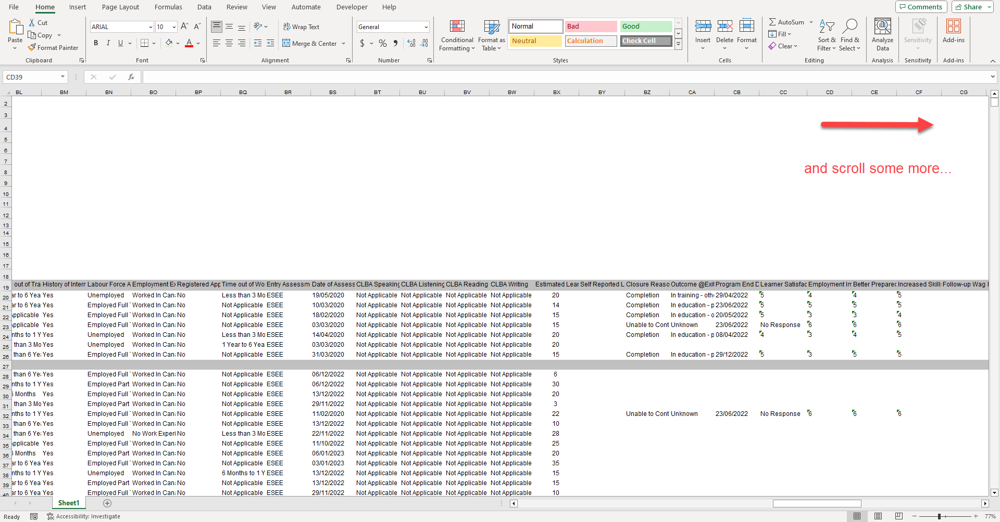 File Home Insert Page Layout Formulas Data Review View Automate Developer Help Comments Share
Paste Cut Copy Format Painter Clipboard
ARIAL 10 A A B I U A Font
ab Wrap Text Merge & Center Alignment
General $ % , .00 Number
Conditional Formatting Format as Table
Normal Bad Good
Neutral Calculation Check Cell
Styles
Insert Delete Format Cells
AutoSum Fill Clear Sort & Filter Find & Select Editing
Analyze Data Analysis
Sensitivity Sensitivity
Add-ins Add-ins
CD39 fx
BL BM BN BO BP BQ BR BS BT BU BV BW BX BY BZ CA CB CC CD CE CF CG
2
3
4
and scroll some more...
5
6
7
8
9
10
11
12
13
14
15
16
17
18
19 out of Tra History of Interr Labour Force A Employment Ex Registered App Time out of Wo Entry Assessm Date of Assess CLBA Speaking CLBA Listening CLBA Reading CLBA Writing Estimated Lear Self Reported L Closure Reaso Outcome @Exit Program End D Learner Satisfac Employment Im Better Prepared Increased Skills Follow-up Wag
20 ar to 6 Yea Yes Unemployed Worked In Can No Less than 3 Mo ESEE 19/05/2020 Not Applicable Not Applicable Not Applicable Not Applicable 20 Completion In training - oth 29/04/2022 5 4 4 5
21 ar to 6 Yea Yes Employed Full Worked In Can No Not Applicable ESEE 10/03/2020 Not Applicable Not Applicable Not Applicable Not Applicable 14 Completion In education - p 23/06/2022 5 5 5 5
22 Applicable Yes Employed Full Worked In Can No Not Applicable ESEE 18/02/2020 Not Applicable Not Applicable Not Applicable Not Applicable 15 Completion In education - o 20/05/2022 5 3 3 4
23 Applicable Yes Employed Full Worked In Can No Not Applicable ESEE 03/03/2020 Not Applicable Not Applicable Not Applicable Not Applicable 15 Unable to Cont Unknown 23/06/2022 No Response 6 6 6
24 nths to 1 Y Yes Unemployed Worked In Can No Less than 3 Mo ESEE 14/04/2020 Not Applicable Not Applicable Not Applicable Not Applicable 20 Completion In education - p 08/04/2022 4 3 4 5
25 than 3 Mo Yes Unemployed Worked In Can No 1 Year to 6 Yea ESEE 03/03/2020 Not Applicable Not Applicable Not Applicable Not Applicable 20
26 than 6 Yea Yes Employed Full Worked In Can No Not Applicable ESEE 31/03/2020 Not Applicable Not Applicable Not Applicable Not Applicable 15 Completion In education - p 29/12/2022 5 3 5 5
27
28 than 6 Yea Yes Employed Full Worked In Can No Not Applicable ESEE 06/12/2022 Not Applicable Not Applicable Not Applicable Not Applicable 6
29 nths to 1 Y Yes Employed Part Worked In Can No Not Applicable ESEE 06/12/2022 Not Applicable Not Applicable Not Applicable Not Applicable 30
30 6 Months Yes Employed Full Worked In Can No Not Applicable ESEE 13/12/2022 Not Applicable Not Applicable Not Applicable Not Applicable 20
31 than 3 Mo Yes Employed Part Worked In Can No Not Applicable ESEE 29/11/2022 Not Applicable Not Applicable Not Applicable Not Applicable 3
32 nths to 1 Y Yes Employed Full Worked In Can No Not Applicable ESEE 11/02/2020 Not Applicable Not Applicable Not Applicable Not Applicable 22 Unable to Cont Unknown 23/06/2022 No Response 6 6 6
33 than 6 Yea Yes Employed Full Worked In Can No Not Applicable ESEE 13/12/2022 Not Applicable Not Applicable Not Applicable Not Applicable 10
34 than 6 Yea Yes Unemployed No Work Experi No Less than 3 Mo ESEE 22/11/2022 Not Applicable Not Applicable Not Applicable Not Applicable 28
35 Applicable Yes Employed Full Worked In Can No Not Applicable ESEE 11/10/2022 Not Applicable Not Applicable Not Applicable Not Applicable 25
36 6 Months Yes Employed Part Worked In Can No Not Applicable ESEE 06/01/2023 Not Applicable Not Applicable Not Applicable Not Applicable 20
37 ar to 6 Yea Yes Employed Full Worked In Can No Not Applicable ESEE 03/01/2023 Not Applicable Not Applicable Not Applicable Not Applicable 35
38 nths to 1 Y Yes Unemployed Worked In Can No 6 Months to 1 Y ESEE 13/12/2022 Not Applicable Not Applicable Not Applicable Not Applicable 15
39 ar to 6 Yea Yes Employed Part Worked In Can No Not Applicable ESEE 13/12/2022 Not Applicable Not Applicable Not Applicable Not Applicable 15
40 ar to 6 Yea Yes Employed Full Worked In Can No Not Applicable ESEE 29/11/2022 Not Applicable Not Applicable Not Applicable Not Applicable 10
Sheet1
Ready Accessibility: Investigate 77%